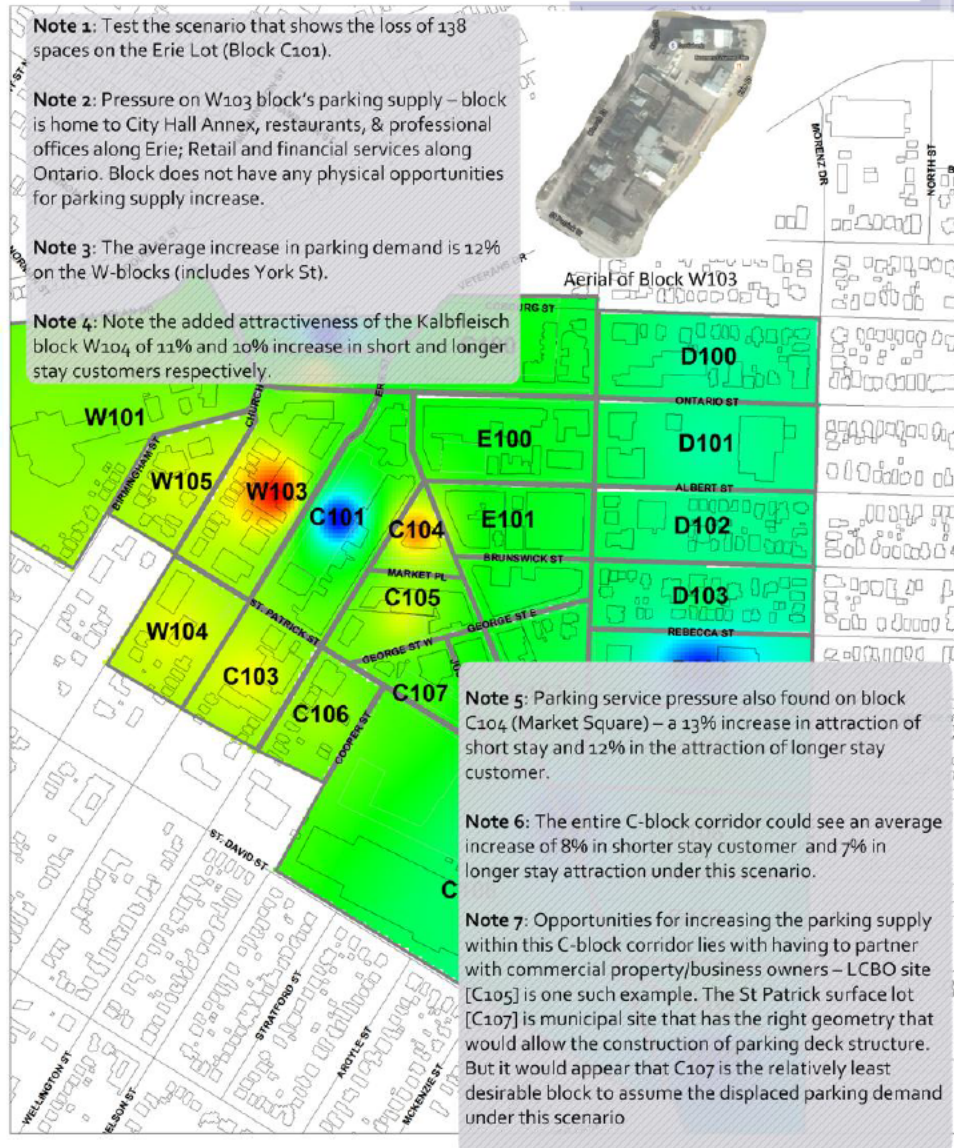 Note 1: Test the scenario that shows the loss of 138
spaces on the Erie Lot (Block C101).
Note 2: Pressure on W103 block's parking supply – block
is home to City Hall Annex, restaurants, & professional
offices along Erie; Retail and financial services along
Ontario. Block does not have any physical opportunities
for parking supply increase.
Note 3: The average increase in parking demand is 12%
on the W-blocks (includes York St).
Note 4: Note the added attractiveness of the Kalbfleisch
block W104 of 11% and 10% increase in short and longer
stay customers respectively.
Aerial of Block W103
MORENZ DR
NORTH ST
D100
ONTARIO ST
W101
CHURCH
E100
D101
BIRMINGHAM ST
W105
W103
C101
ALBERT ST
C104
E101
D102
BRUNSWICK ST
MARKET PL
C105
D103
W104
ST. PATRICK ST
GEORGE ST W
GEORGE ST E
REBECCA ST
C103
C106
C107
COOPER ST
ST. DAVID ST
STRATFORD ST
ARGYLE ST
MCKENZIE ST
WELLINGTON ST
ELSON ST
Note 5: Parking service pressure also found on block
C104 (Market Square) – a 13% increase in attraction of
short stay and 12% in the attraction of longer stay
customer.
Note 6: The entire C-block corridor could see an average
increase of 8% in shorter stay customer and 7% in
longer stay attraction under this scenario.
Note 7: Opportunities for increasing the parking supply
within this C-block corridor lies with having to partner
with commercial property/business owners – LCBO site
[C105] is one such example. The St Patrick surface lot
[C107] is municipal site that has the right geometry that
would allow the construction of parking deck structure.
But it would appear that C107 is the relatively least
desirable block to assume the displaced parking demand
under this scenario